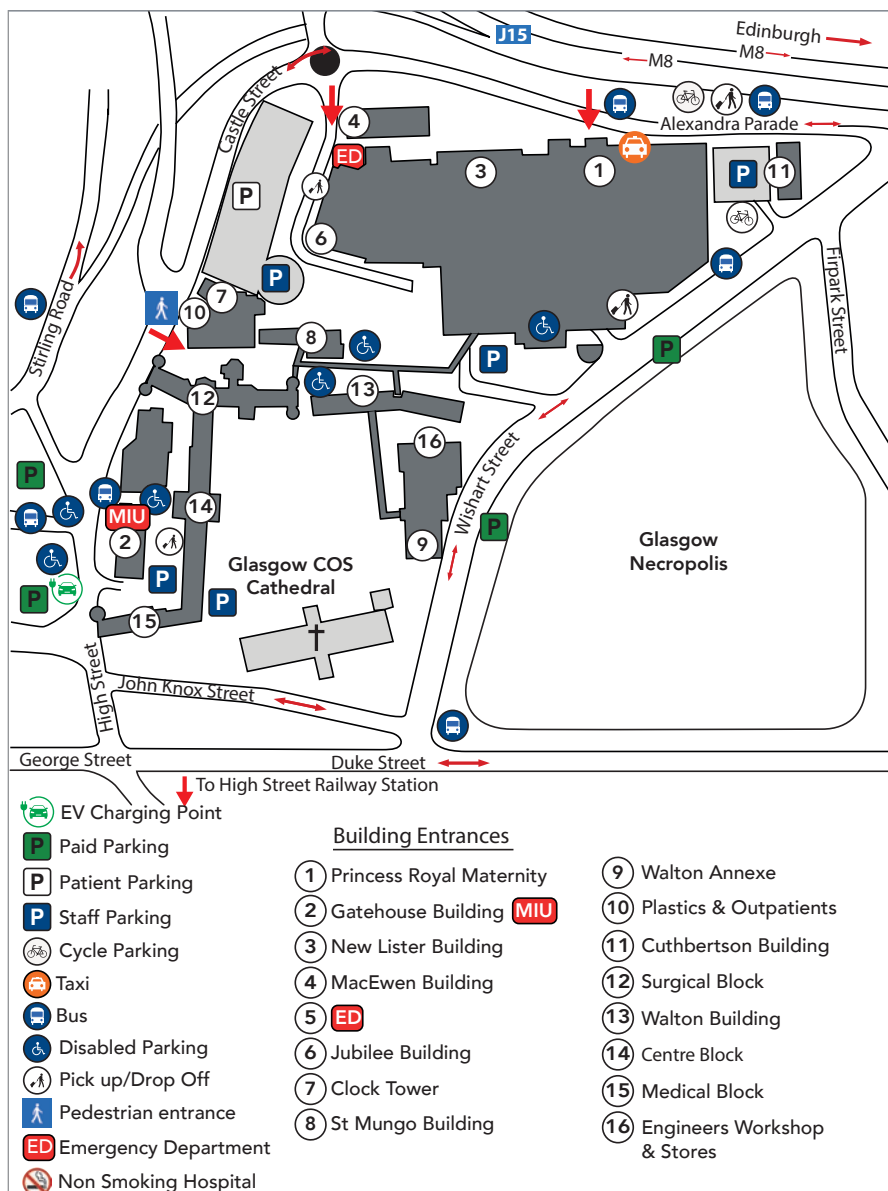 J15
Edinburgh
M8
M8
Castle Street
Alexandra Parade
4
ED
3
1
P
11
P
6
P
7
10
8
Stirling Road
Firpark Street
P
P
12
13
16
Wishart Street
P
P
MIU
14
2
9
Glasgow COS
Cathedral
Glasgow
Necropolis
P
P
P
15
High Street
John Knox Street
George Street
Duke Street
To High Street Railway Station
EV Charging Point
P Paid Parking
P Patient Parking
P Staff Parking
Cycle Parking
Taxi
Bus
Disabled Parking
Pick up/Drop Off
Pedestrian entrance
ED Emergency Department
Non Smoking Hospital
Building Entrances
1 Princess Royal Maternity
2 Gatehouse Building MIU
3 New Lister Building
4 MacEwen Building
5 ED
6 Jubilee Building
7 Clock Tower
8 St Mungo Building
9 Walton Annexe
10 Plastics & Outpatients
11 Cuthbertson Building
12 Surgical Block
13 Walton Building
14 Centre Block
15 Medical Block
16 Engineers Workshop
& Stores